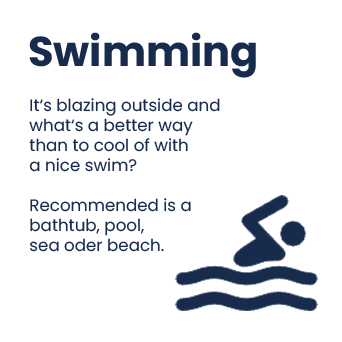 Swimming
It's blazing outside and
what's a better way
than to cool of with
a nice swim?
Recommended is a
bathtub, pool,
sea oder beach.